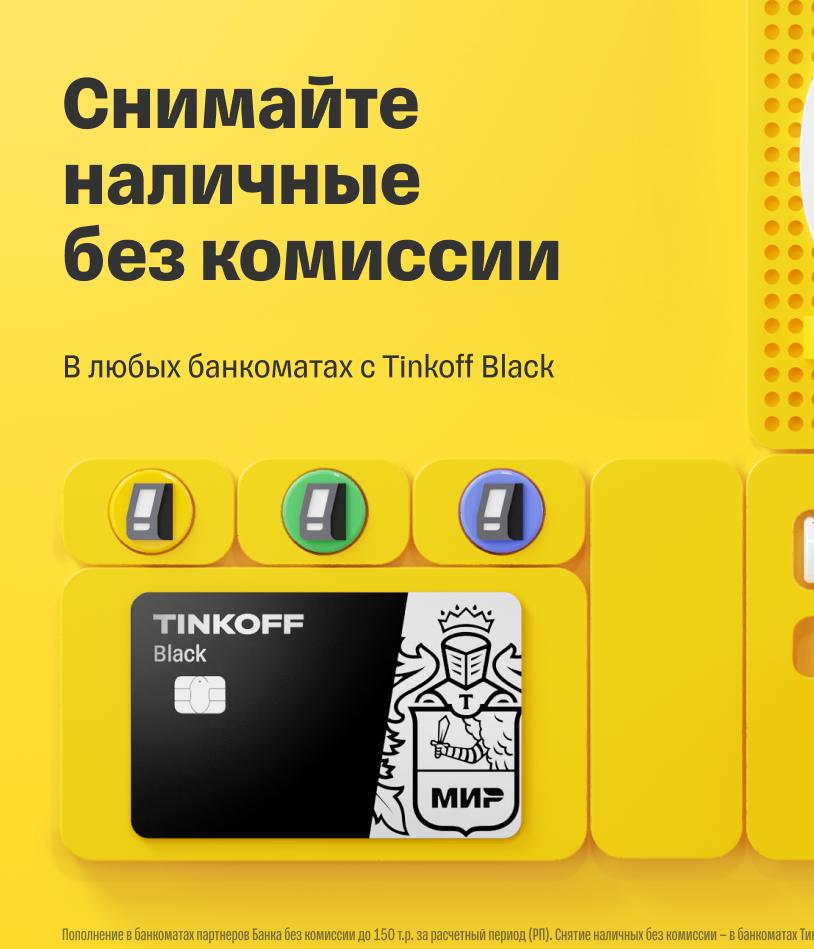 Снимайте
наличные
без комиссии
В любых банкоматах с Tinkoff Black
TINKOFF
Black
Т
МИР
Пополнение в банкоматах партнеров Банка без комиссии до 150 т.р. за расчетный период (РП). Снятие наличных без комиссии – в банкоматах